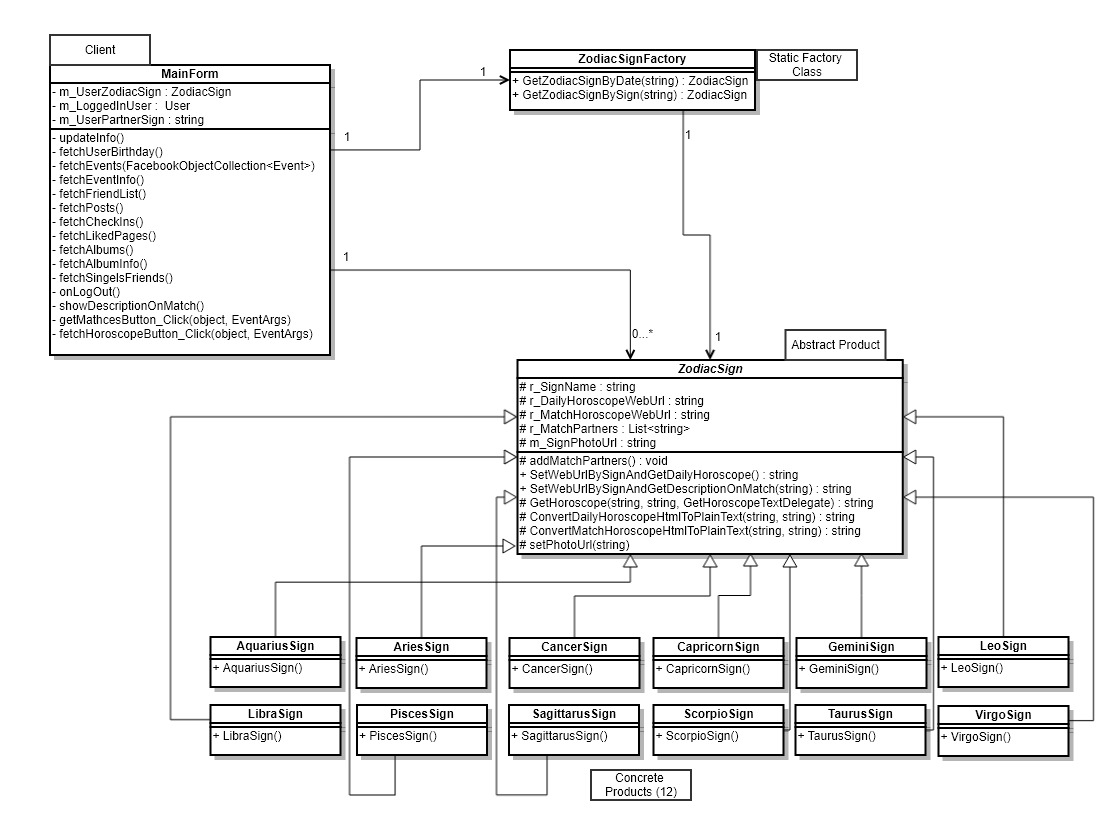 Client
MainForm
- m_UserZodiacSign : ZodiacSign
- m_LoggedInUser :  User
- m_UserPartnerSign : string
- updateInfo()
- fetchUserBirthday()
- fetchEvents(FacebookObjectCollection<Event>)
- fetchEventInfo()
- fetchFriendList()
- fetchPosts()
- fetchCheckIns()
- fetchLikedPages()
- fetchAlbums()
- fetchAlbumInfo()
- fetchSingelsFriends()
- onLogOut()
- showDescriptionOnMatch()
- getMathcesButton_Click(object, EventArgs)
- fetchHoroscopeButton_Click(object, EventArgs)
1
1
1
ZodiacSignFactory
+ GetZodiacSignByDate(string) : ZodiacSign
+ GetZodiacSignBySign(string) : ZodiacSign
Static Factory
Class
1
0...*
1
Abstract Product
ZodiacSign
# r_SignName : string
# r_DailyHoroscopeWebUrl : string
# r_MatchHoroscopeWebUrl : string
# r_MatchPartners : List<string>
# m_SignPhotoUrl : string
# addMatchPartners() : void
+ SetWebUrlBySignAndGetDailyHoroscope() : string
+ SetWebUrlBySignAndGetDescriptionOnMatch(string) : string
# GetHoroscope(string, string, GetHoroscopeTextDelegate) : string
# ConvertDailyHoroscopeHtmlToPlainText(string, string) : string
# ConvertMatchHoroscopeHtmlToPlainText(string, string) : string
# setPhotoUrl(string)
AquariusSign
+ AquariusSign()
AriesSign
+ AriesSign()
CancerSign
+ CancerSign()
CapricornSign
+ CapricornSign()
GeminiSign
+ GeminiSign()
LeoSign
+ LeoSign()
LibraSign
+ LibraSign()
PiscesSign
+ PiscesSign()
SagittarusSign
+ SagittarusSign()
ScorpioSign
+ ScorpioSign()
TaurusSign
+ TaurusSign()
VirgoSign
+ VirgoSign()
Concrete
Products (12)